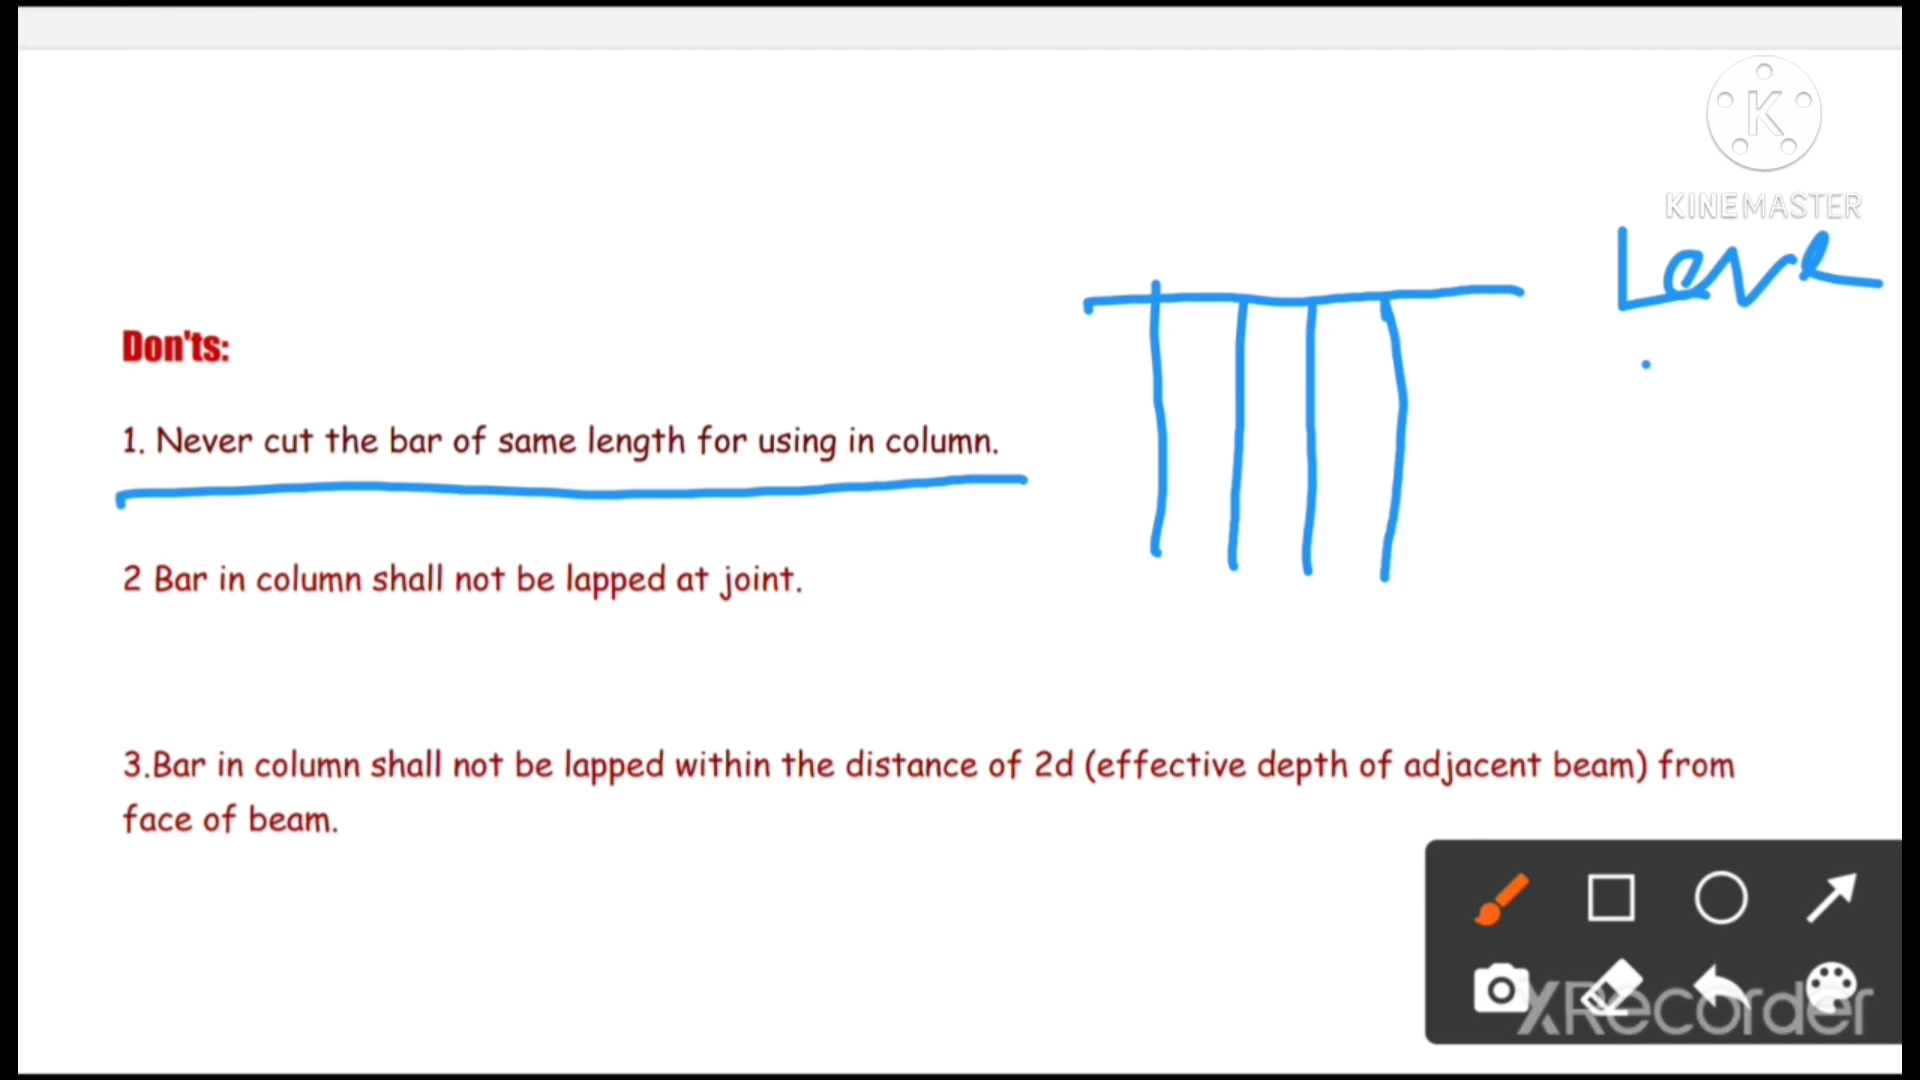 K
KINEMASTER
Leve
Don'ts:
1. Never cut the bar of same length for using in column.
2 Bar in column shall not be lapped at joint.
3.Bar in column shall not be lapped within the distance of 2d (effective depth of adjacent beam) from
face of beam.
XRecorder